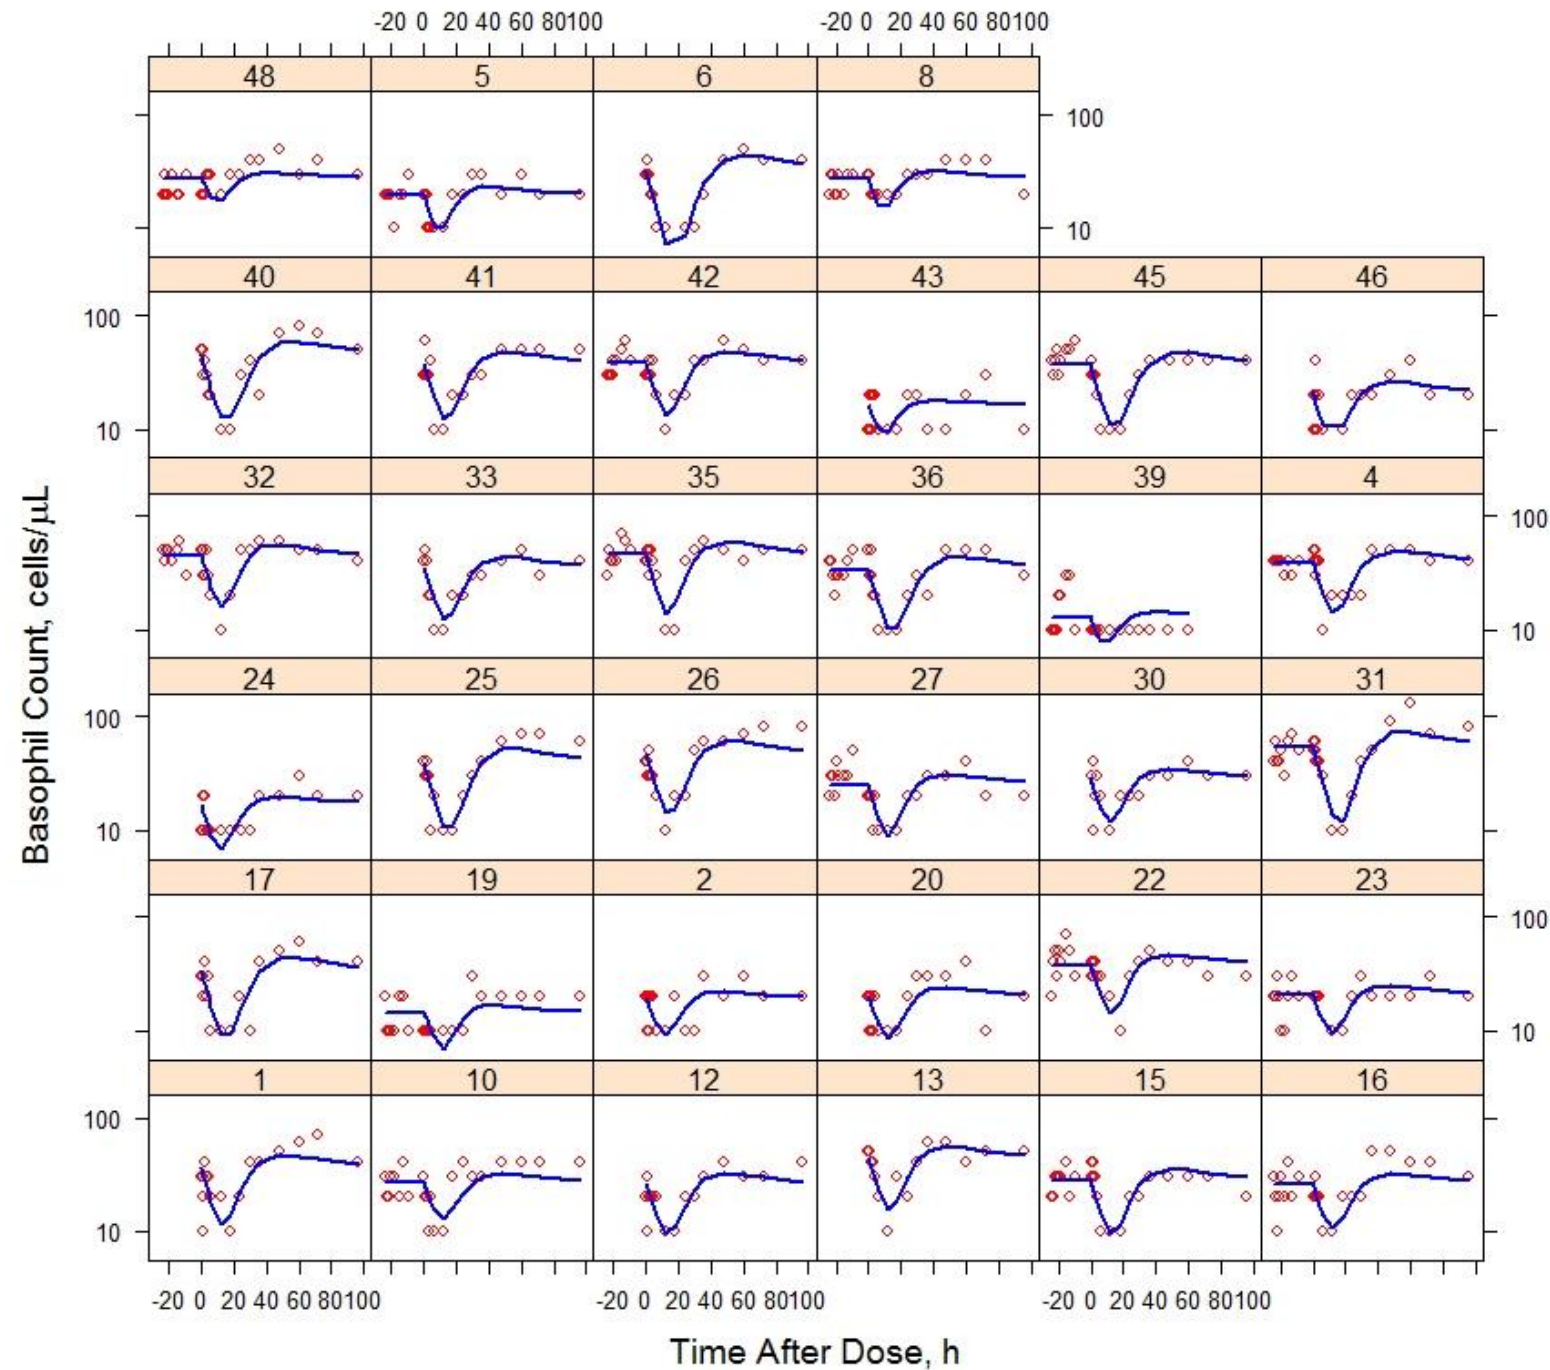 -20 0 20 40 60 80100 -20 0 20 40 60 80100
48 5 6 8
100
10
40 41 42 43 45 46
100
10
32 33 35 36 39 4
100
10
24 25 26 27 30 31
100
10
17 19 2 20 22 23
100
10
1 10 12 13 15 16
100
10
-20 0 20 40 60 80100 -20 0 20 40 60 80100 -20 0 20 40 60 80100
Basophil Count, cells/µL
Time After Dose, h